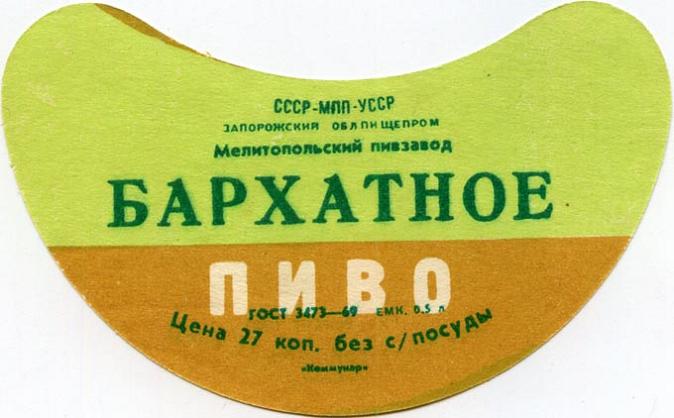 СССР-МПП-УССР
ЗАПОРОЖСКИЙ ОБЛПИЩЕПРОМ
Мелитопольский пивзавод
БАРХАТНОЕ
ПИВО
ГОСТ 3473—69 ЕМК. 0.5 л
Цена 27 коп. без с/посуды
«Коммунар»